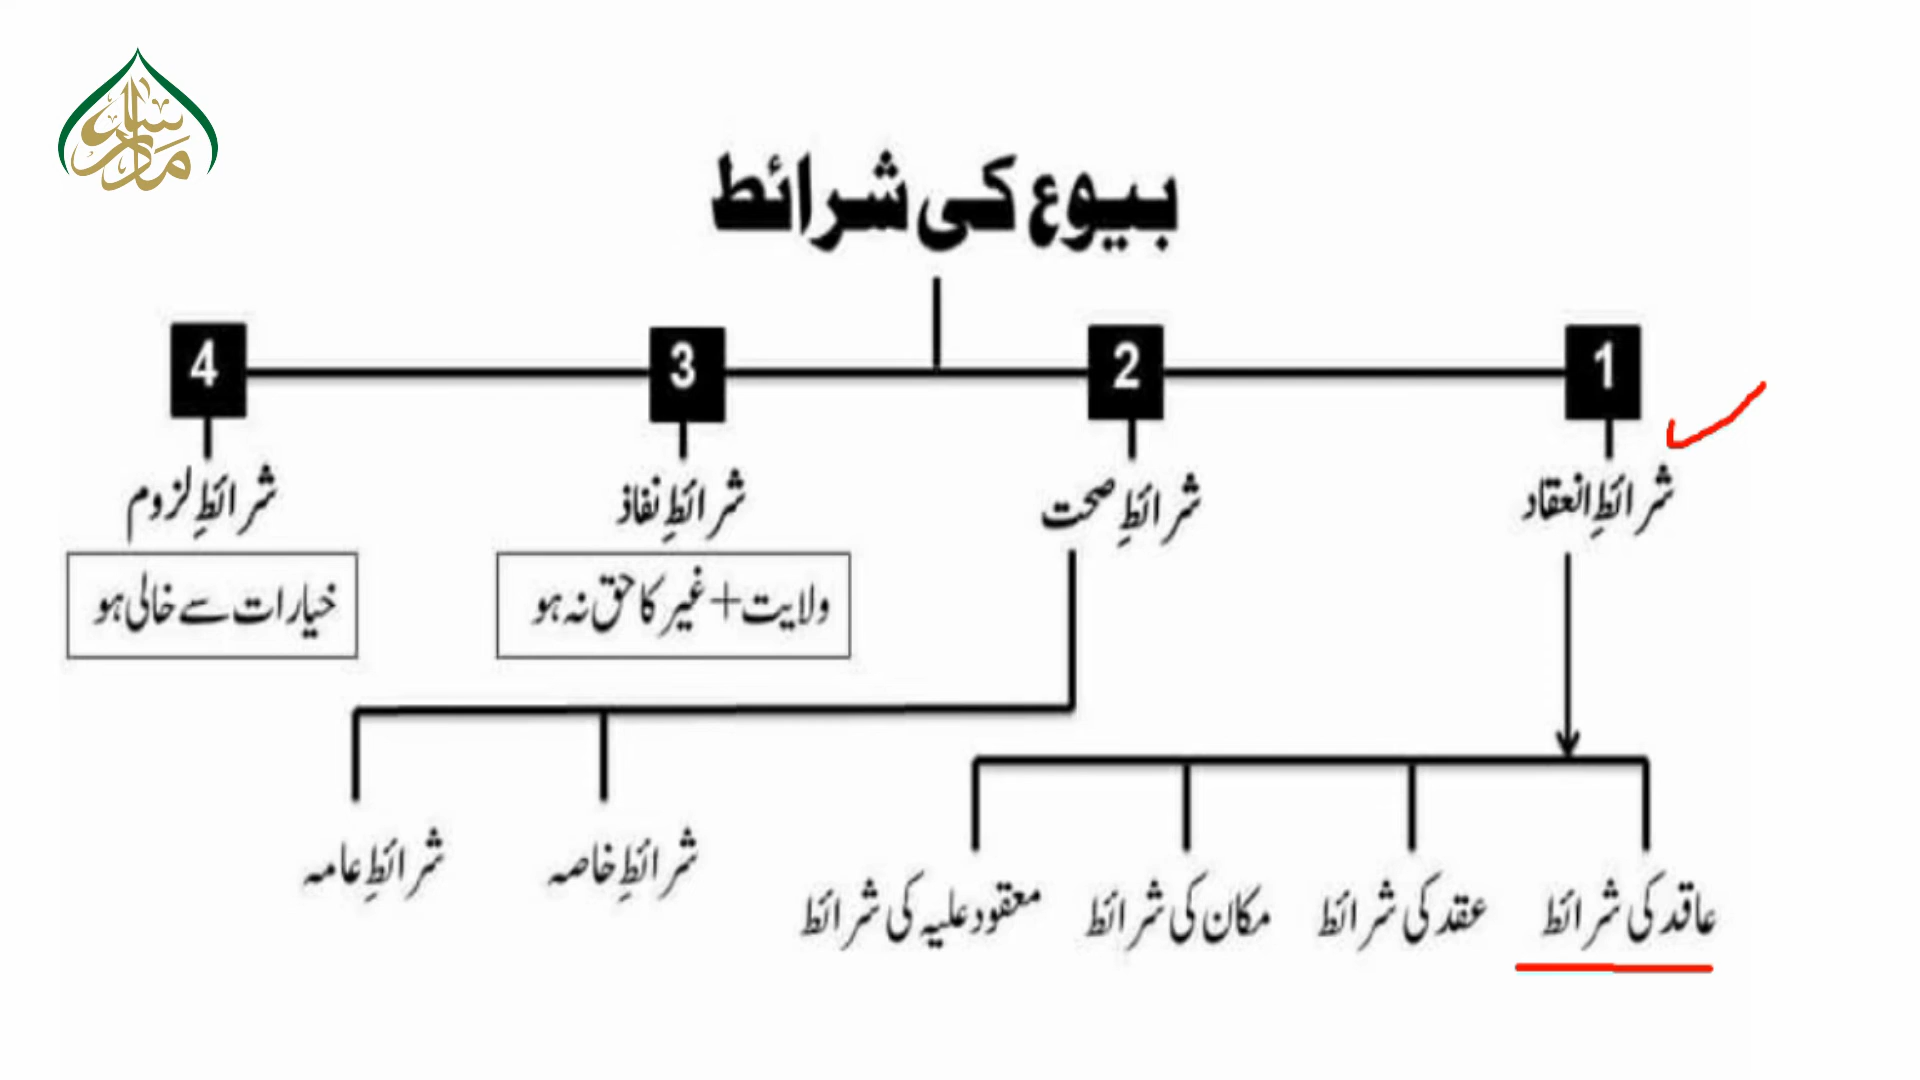 بیوع کی شرائط
1
2
3
4
شرائطِ انعقاد
شرائطِ صحت
شرائطِ نفاذ
شرائطِ لزوم
ولایت + غیر کا حق نہ ہو
خیارات سے خالی ہو
شرائطِ خاصہ
شرائطِ عامہ
عاقد کی شرائط
عقد کی شرائط
مکان کی شرائط
معقود علیہ کی شرائط